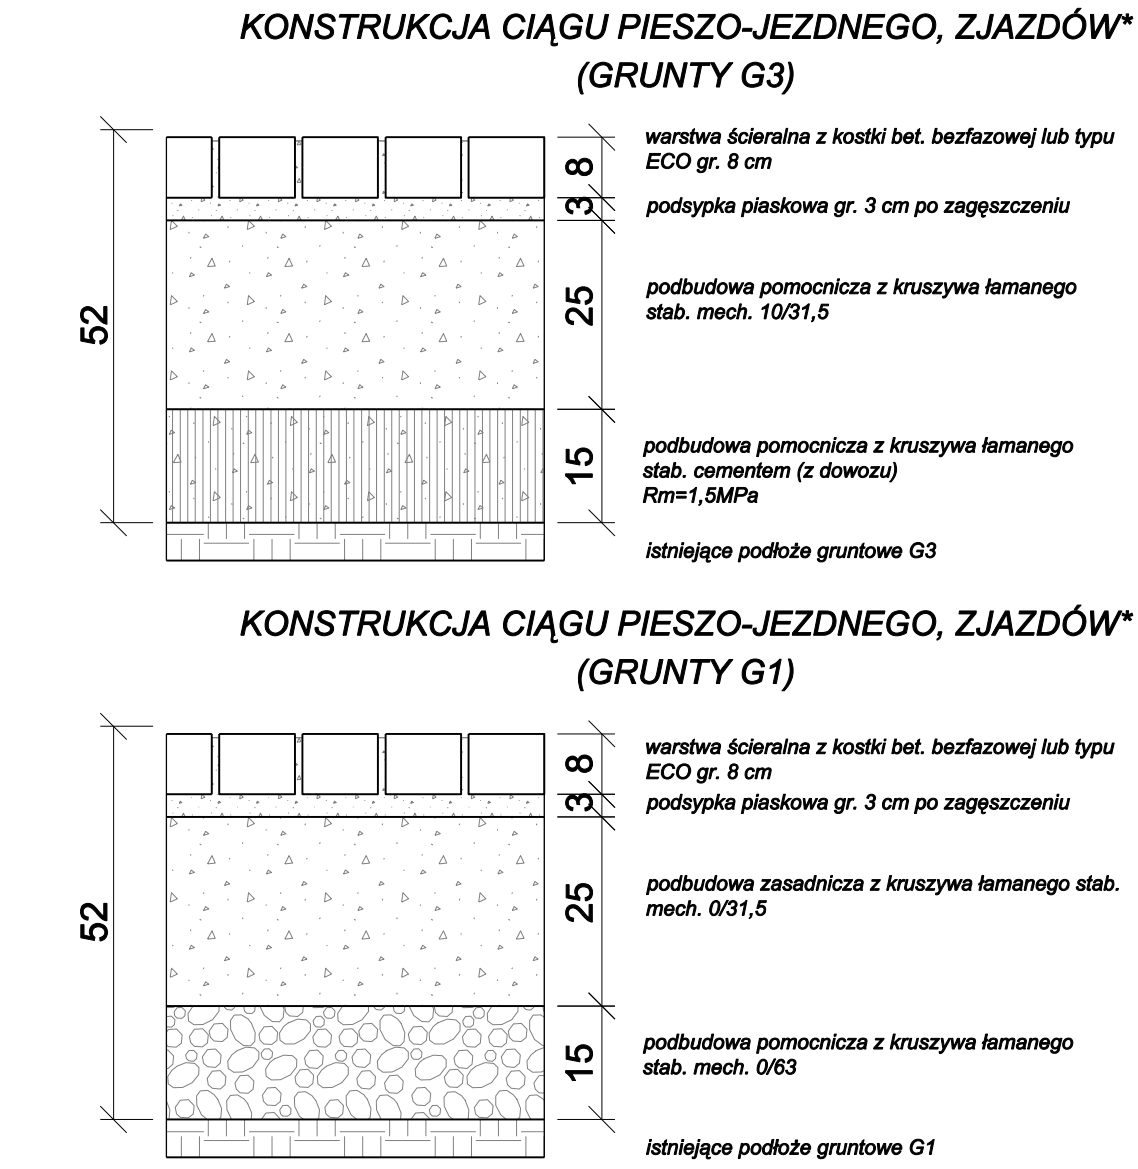 KONSTRUKCJA CIĄGU PIESZO-JEZDNEGO, ZJAZDÓW*
(GRUNTY G3)
52
8
warstwa ścieralna z kostki bet. bezfazowej lub typu
ECO gr. 8 cm
3
podsypka piaskowa gr. 3 cm po zagęszczeniu
25
podbudowa pomocnicza z kruszywa łamanego
stab. mech. 10/31,5
15
podbudowa pomocnicza z kruszywa łamanego
stab. cementem (z dowozu)
Rm=1,5MPa
istniejące podłoże gruntowe G3
KONSTRUKCJA CIĄGU PIESZO-JEZDNEGO, ZJAZDÓW*
(GRUNTY G1)
52
8
warstwa ścieralna z kostki bet. bezfazowej lub typu
ECO gr. 8 cm
3
podsypka piaskowa gr. 3 cm po zagęszczeniu
25
podbudowa zasadnicza z kruszywa łamanego stab.
mech. 0/31,5
15
podbudowa pomocnicza z kruszywa łamanego
stab. mech. 0/63
istniejące podłoże gruntowe G1